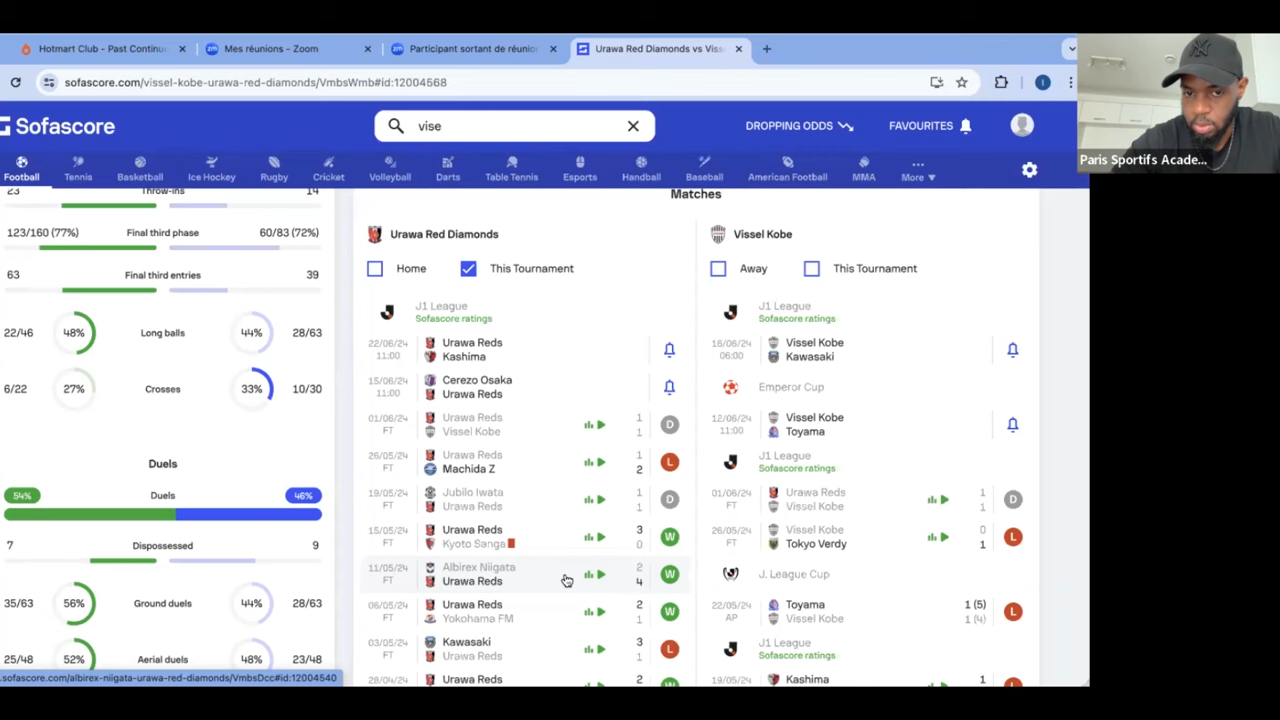 Hotmart Club - Past Continu
Mes réunions - Zoom
Participant sortant de réunio
Urawa Red Diamonds vs Viss
sofascore.com/vissel-kobe-urawa-red-diamonds/VmbsWmb#id:12004568
Sofascore
vise
DROPPING ODDS
FAVOURITES
Paris Sportifs Acade...
Football
Tennis
Basketball
Ice Hockey
Rugby
Cricket
Volleyball
Darts
Table Tennis
Esports
Handball
Baseball
American Football
MMA
More
23 Throw-ins 14
123/160 (77%) Final third phase 60/83 (72%)
63 Final third entries 39
22/46 48% Long balls 44% 28/63
6/22 27% Crosses 33% 10/30
Duels
54% Duels 46%
7 Dispossessed 9
35/63 56% Ground duels 44% 28/63
25/48 52% Aerial duels 48% 23/48
.sofascore.com/albirex-niigata-urawa-red-diamonds/VmbsDcc#id:12004540
Matches
Urawa Red Diamonds
Home This Tournament
J1 League
Sofascore ratings
22/06/24 Urawa Reds
11:00 Kashima
15/06/24 Cerezo Osaka
11:00 Urawa Reds
01/06/24 Urawa Reds 1
FT Vissel Kobe 1 D
26/05/24 Urawa Reds 1
FT Machida Z 2 L
19/05/24 Jubilo Iwata 1
FT Urawa Reds 1 D
15/05/24 Urawa Reds 3
FT Kyoto Sanga 0 W
11/05/24 Albirex Niigata 2
FT Urawa Reds 4 W
06/05/24 Urawa Reds 2
FT Yokohama FM 1 W
03/05/24 Kawasaki 3
FT Urawa Reds 1 L
28/04/24 Urawa Reds 2
Vissel Kobe
Away This Tournament
J1 League
Sofascore ratings
16/06/24 Vissel Kobe
06:00 Kawasaki
Emperor Cup
12/06/24 Vissel Kobe
11:00 Toyama
J1 League
Sofascore ratings
01/06/24 Urawa Reds 1
FT Vissel Kobe 1 D
26/05/24 Vissel Kobe 0
FT Tokyo Verdy 1 L
J. League Cup
22/05/24 Toyama 1 (5)
AP Vissel Kobe 1 (4) L
J1 League
Sofascore ratings
19/05/24 Kashima 1